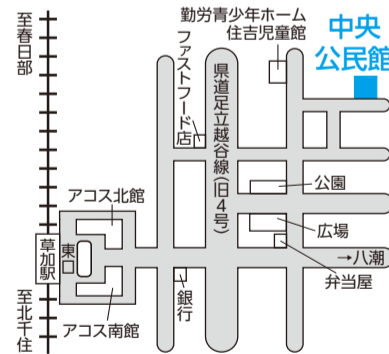 至春日部
勤労青少年ホーム
住吉児童館
中央
公民館
ファストフード
店
県道足立越谷線(旧4号)
アコス北館
公園
広場
草加駅
東口
→八潮
弁当屋
銀行
至北千住
アコス南館